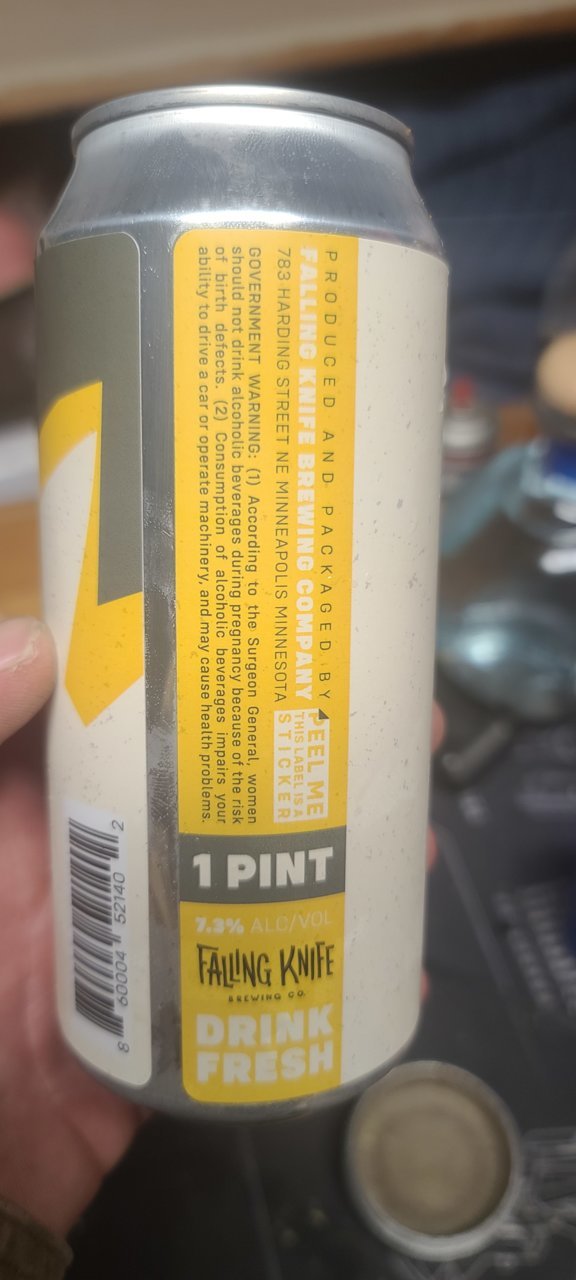 PRODUCED AND PACKAGED BY
FALLING KNIFE BREWING COMPANY
783 HARDING STREET NE MINNEAPOLIS MINNESOTA
GOVERNMENT WARNING: (1) According to the Surgeon General, women
should not drink alcoholic beverages during pregnancy because of the risk
of birth defects. (2) Consumption of alcoholic beverages impairs your
ability to drive a car or operate machinery, and may cause health problems.
PEEL ME
THIS LABEL IS A
STICKER
1 PINT
7.3% ALC/VOL
FALLING KNIFE
BREWING CO.
DRINK
FRESH
8 60004 52140 2